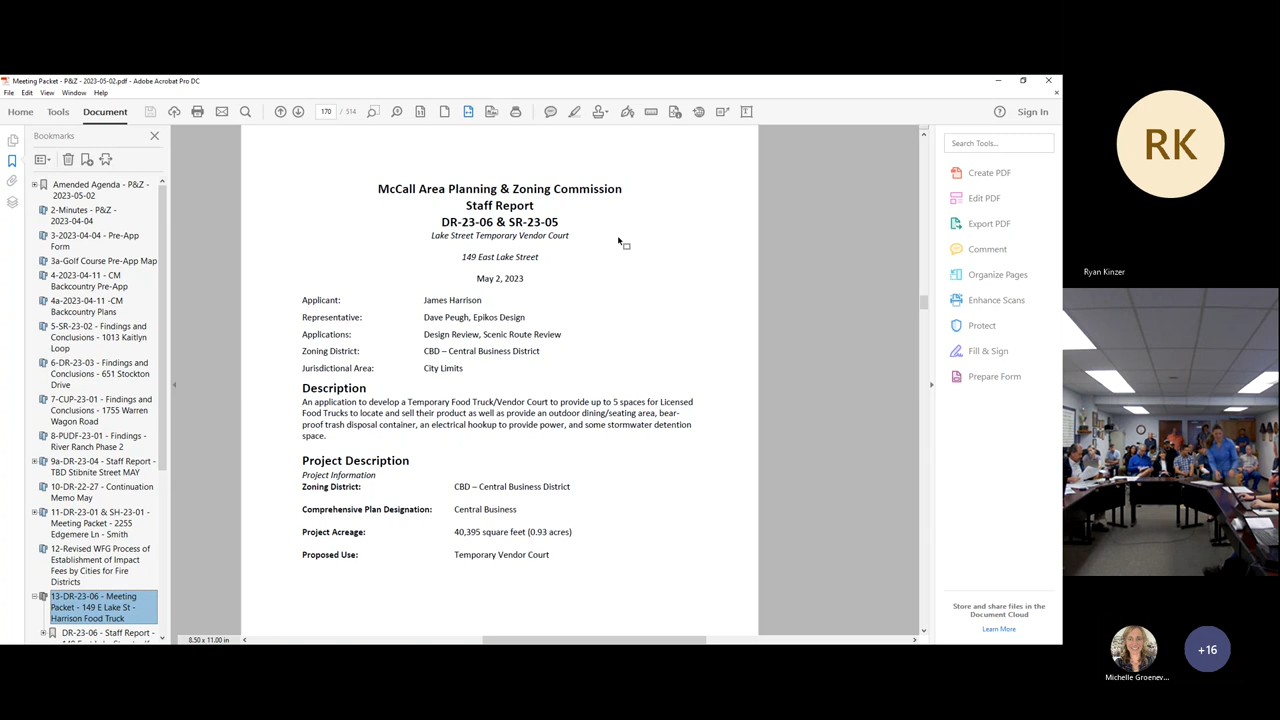 Meeting Packet - P&Z - 2023-05-02.pdf - Adobe Acrobat Pro DC
File Edit View Window Help
Home Tools Document 170 / 514 Sign In
Bookmarks
Amended Agenda - P&Z -
2023-05-02
2-Minutes - P&Z -
2023-04-04
3-2023-04-04 - Pre-App
Form
3a-Golf Course Pre-App Map
4-2023-04-11 - CM
Backcountry Pre-App
4a-2023-04-11 -CM
Backcountry Plans
5-SR-23-02 - Findings and
Conclusions - 1013 Kaitlyn
Loop
6-DR-23-03 - Findings and
Conclusions - 651 Stockton
Drive
7-CUP-23-01 - Findings and
Conclusions - 1755 Warren
Wagon Road
8-PUDF-23-01 - Findings -
River Ranch Phase 2
9a-DR-23-04 - Staff Report -
TBD Stibnite Street MAY
10-DR-22-27 - Continuation
Memo May
11-DR-23-01 & SH-23-01 -
Meeting Packet - 2255
Edgemere Ln - Smith
12-Revised WFG Process of
Establishment of Impact
Fees by Cities for Fire
Districts
13-DR-23-06 - Meeting
Packet - 149 E Lake St -
Harrison Food Truck
DR-23-06 - Staff Report -
McCall Area Planning & Zoning Commission
Staff Report
DR-23-06 & SR-23-05
Lake Street Temporary Vendor Court
149 East Lake Street
May 2, 2023
Applicant: James Harrison
Representative: Dave Peugh, Epikos Design
Applications: Design Review, Scenic Route Review
Zoning District: CBD – Central Business District
Jurisdictional Area: City Limits
Description
An application to develop a Temporary Food Truck/Vendor Court to provide up to 5 spaces for Licensed
Food Trucks to locate and sell their product as well as provide an outdoor dining/seating area, bear-
proof trash disposal container, an electrical hookup to provide power, and some stormwater detention
space.
Project Description
Project Information
Zoning District: CBD – Central Business District
Comprehensive Plan Designation: Central Business
Project Acreage: 40,395 square feet (0.93 acres)
Proposed Use: Temporary Vendor Court
8.50 x 11.00 in
Search Tools...
Create PDF
Edit PDF
Export PDF
Comment
Organize Pages
Enhance Scans
Protect
Fill & Sign
Prepare Form
Store and share files in the
Document Cloud
Learn More
RK
Ryan Kinzer
Michelle Groenev...
+16